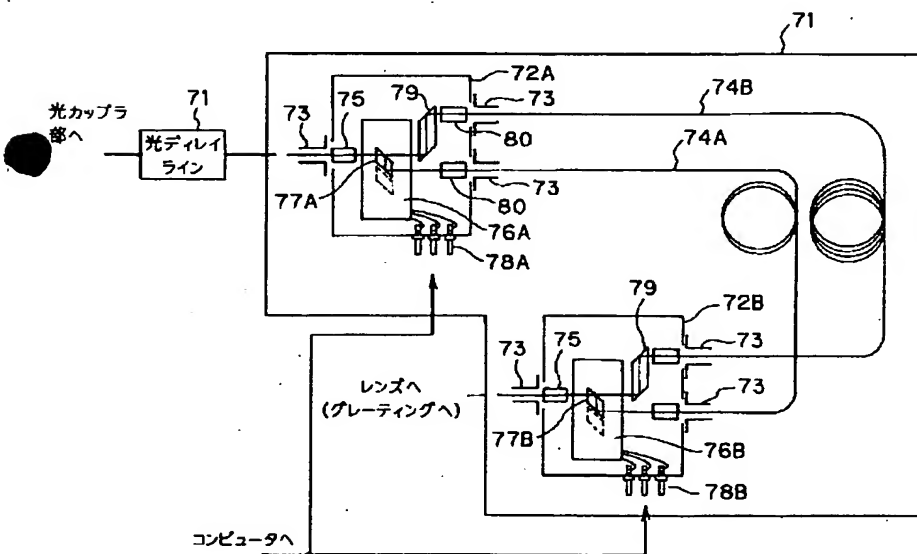 71
72A
光カップラ
部へ
71
光ディレイ
ライン
73
75
79
73
74B
80
74A
77A
80
73
76A
78A
79
72B
73
75
73
レンズへ
(グレーティングへ)
73
77B
76B
78B
コンピュータへ